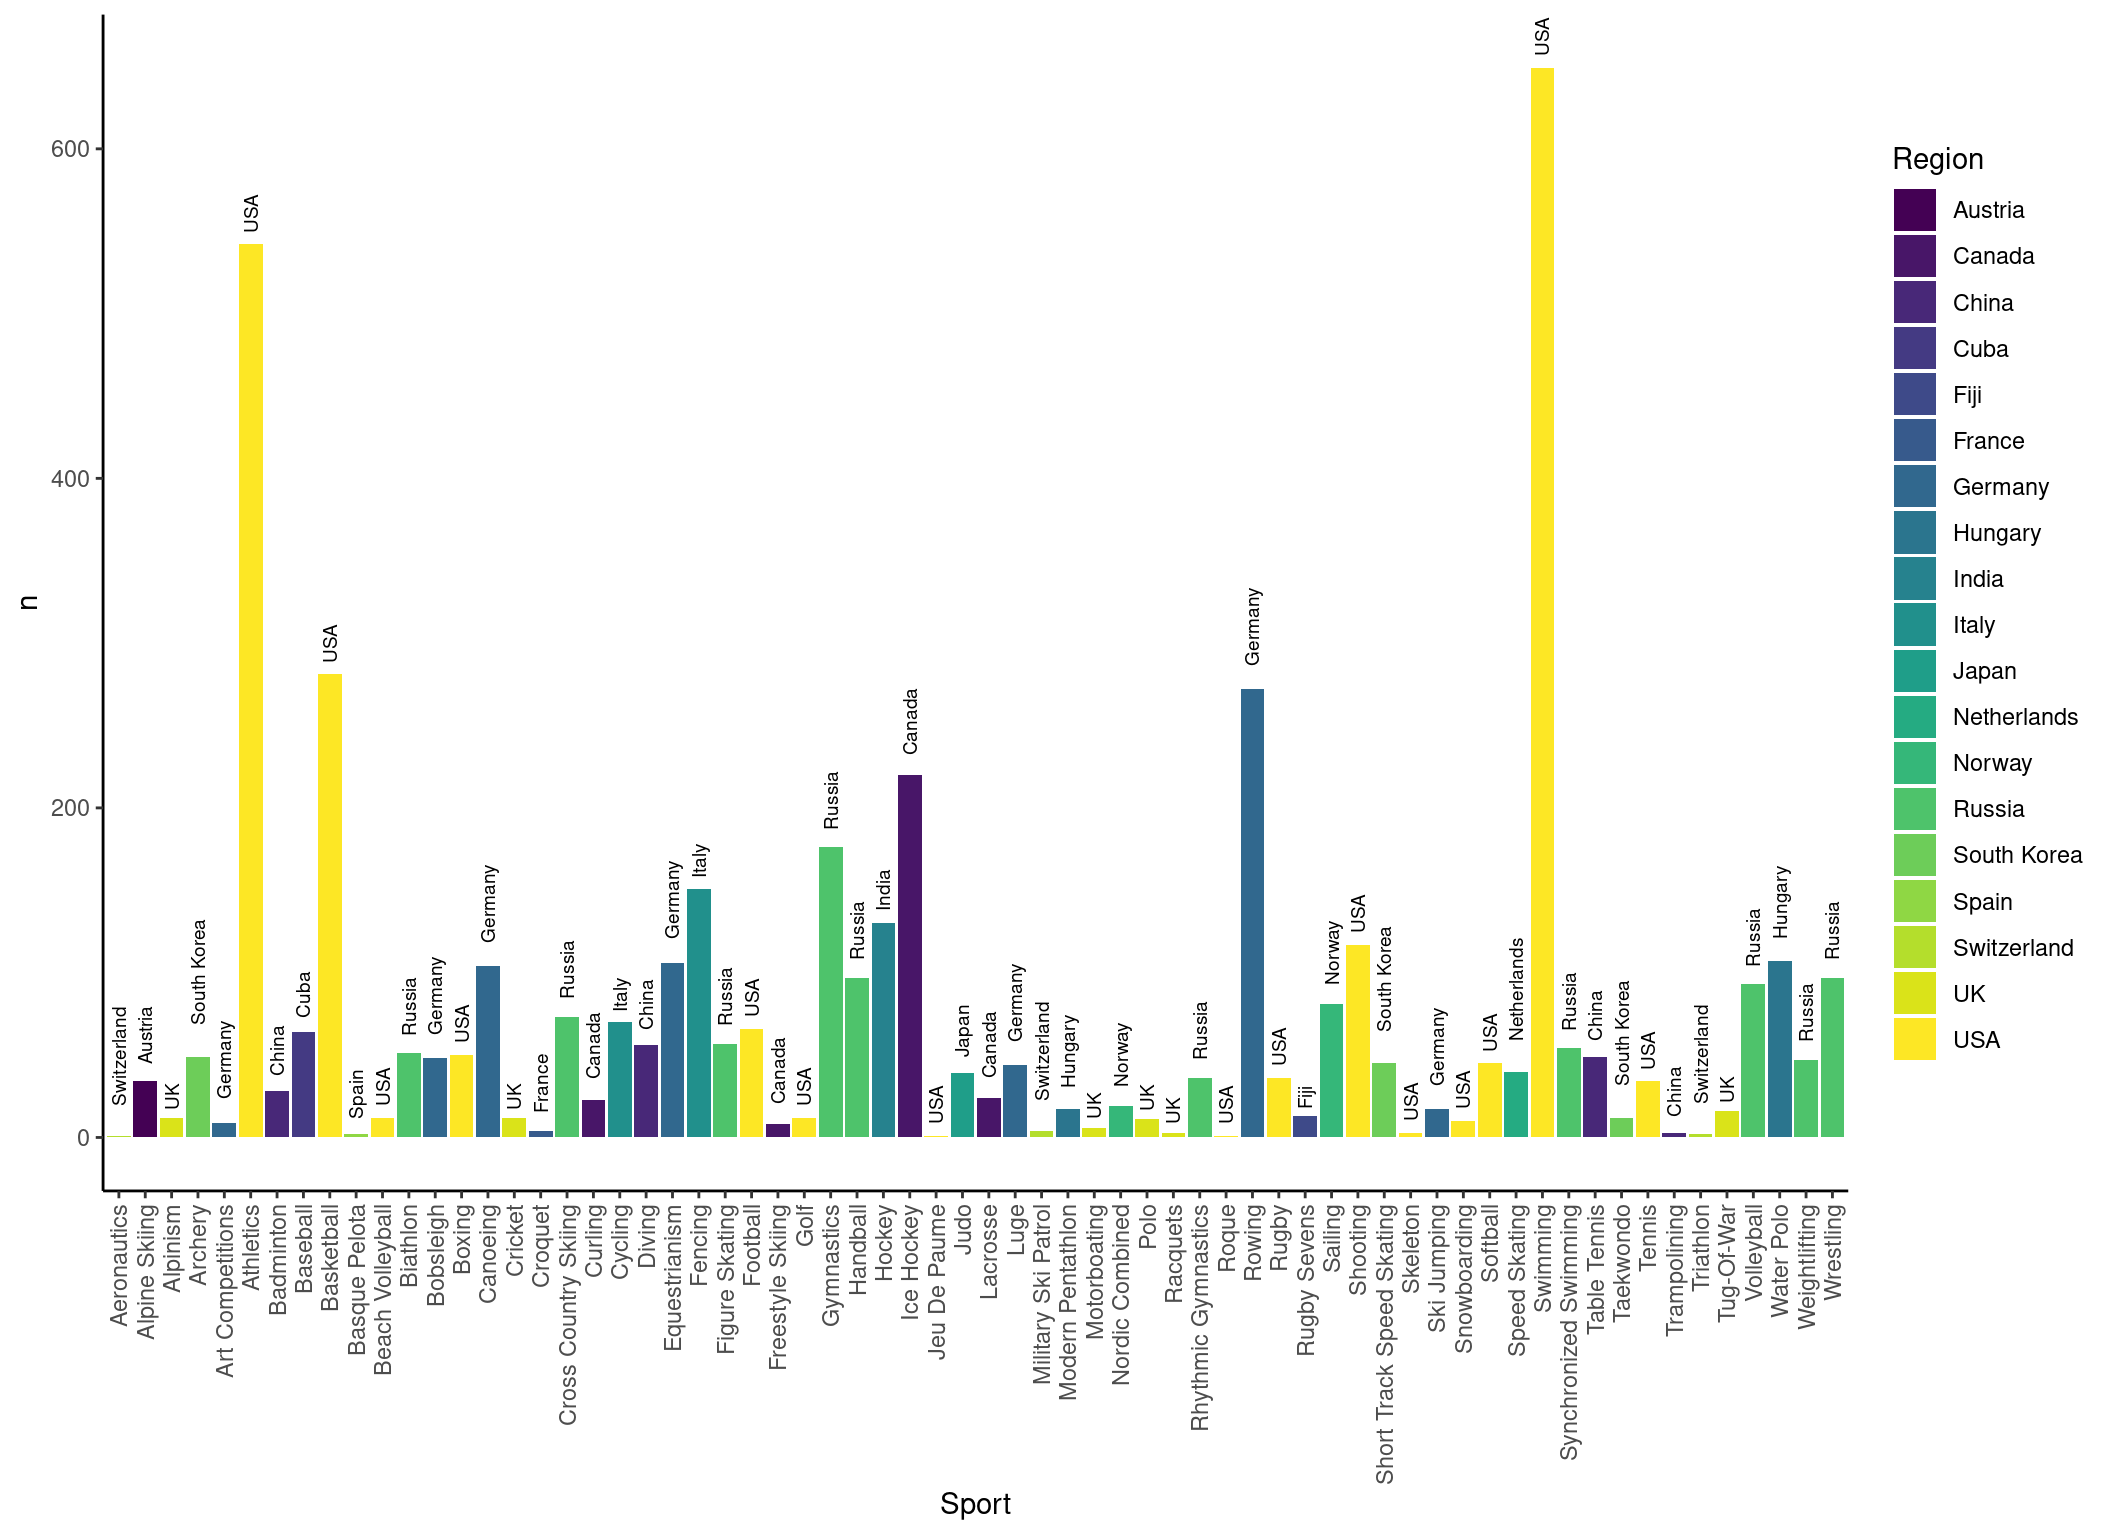 600
400
200
0
n
Switzerland
Austria
UK
South Korea
Germany
USA
China
Cuba
USA
Spain
USA
Russia
Germany
USA
Germany
UK
France
Russia
Canada
Italy
China
Germany
Italy
Russia
USA
Canada
USA
Russia
Russia
India
Canada
USA
Japan
Canada
Germany
Switzerland
Hungary
UK
Norway
UK
UK
Russia
USA
Germany
USA
Fiji
Norway
USA
South Korea
USA
Germany
USA
USA
Netherlands
USA
Russia
China
South Korea
USA
China
Switzerland
UK
Russia
Hungary
Russia
Russia
Aeronautics
Alpine Skiing
Alpinism
Archery
Art Competitions
Athletics
Badminton
Baseball
Basketball
Basque Pelota
Beach Volleyball
Biathlon
Bobsleigh
Boxing
Canoeing
Cricket
Croquet
Cross Country Skiing
Curling
Cycling
Diving
Equestrianism
Fencing
Figure Skating
Football
Freestyle Skiing
Golf
Gymnastics
Handball
Hockey
Ice Hockey
Jeu De Paume
Judo
Lacrosse
Luge
Military Ski Patrol
Modern Pentathlon
Motorboating
Nordic Combined
Polo
Racquets
Rhythmic Gymnastics
Roque
Rowing
Rugby
Rugby Sevens
Sailing
Shooting
Short Track Speed Skating
Skeleton
Ski Jumping
Snowboarding
Softball
Speed Skating
Swimming
Synchronized Swimming
Table Tennis
Taekwondo
Tennis
Trampolining
Triathlon
Tug-Of-War
Volleyball
Water Polo
Weightlifting
Wrestling
Sport
Region
Austria
Canada
China
Cuba
Fiji
France
Germany
Hungary
India
Italy
Japan
Netherlands
Norway
Russia
South Korea
Spain
Switzerland
UK
USA